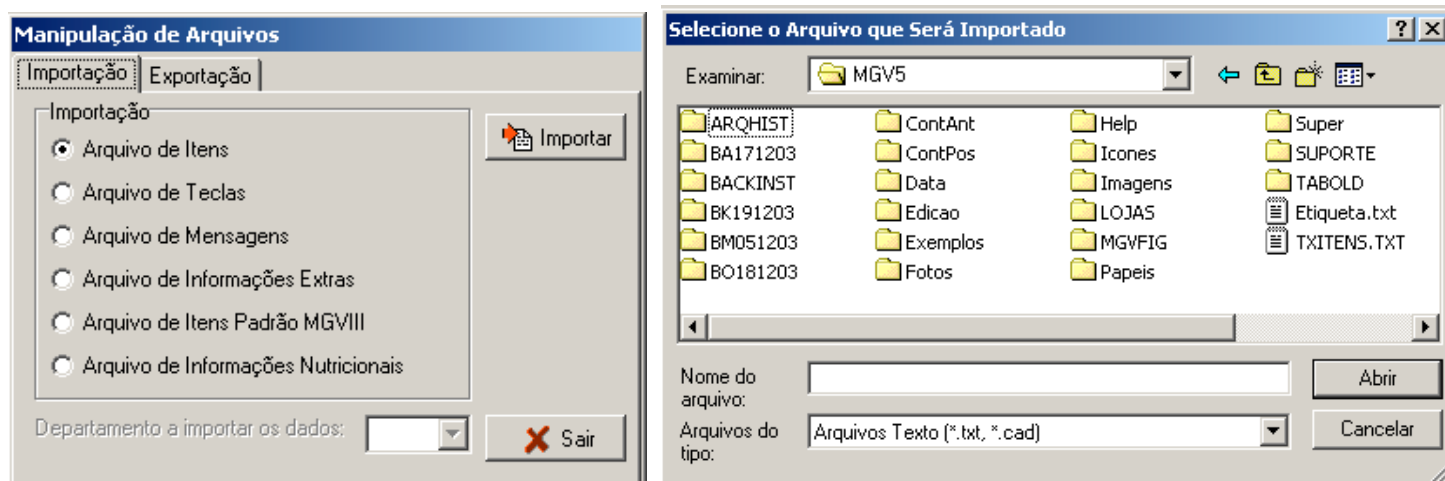 Manipulação de Arquivos
Importação
Exportação
Importação
Arquivo de Itens
Arquivo de Teclas
Arquivo de Mensagens
Arquivo de Informações Extras
Arquivo de Itens Padrão MGVIII
Arquivo de Informações Nutricionais
Importar
Departamento a importar os dados:
Sair
Selecione o Arquivo que Será Importado
Examinar:
MGV5
ARQHIST
BA171203
BACKINST
BK191203
BM051203
BO181203
ContAnt
ContPos
Data
Edicao
Exemplos
Fotos
Help
Icones
Imagens
LOJAS
MGVFIG
Papeis
Super
SUPORTE
TABOLD
Etiqueta.txt
TXITENS.TXT
Nome do
arquivo:
Abrir
Arquivos do
tipo:
Arquivos Texto (*.txt, *.cad)
Cancelar